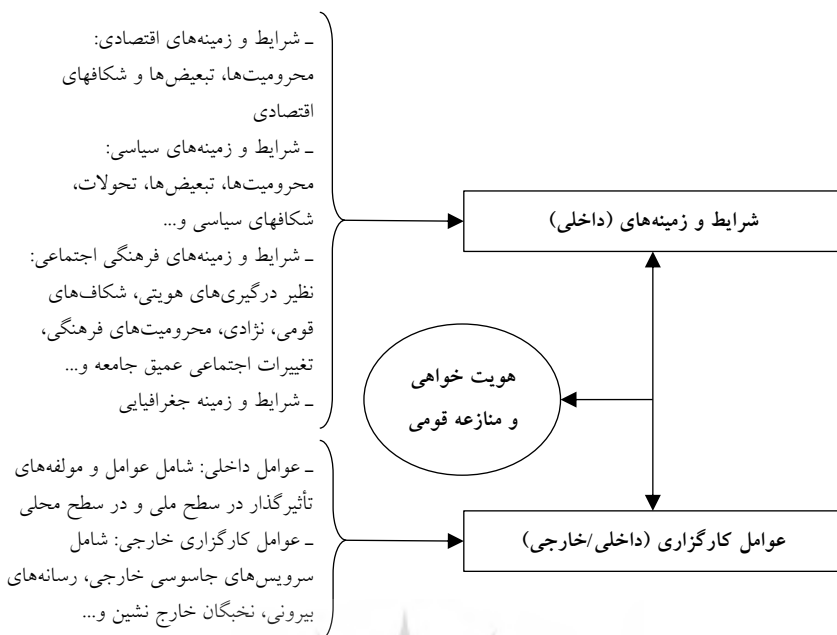 ـ شرایط و زمینه‌های اقتصادی:
محرومیت‌ها، تبعیض‌ها و شکافهای
اقتصادی
ـ شرایط و زمینه‌های سیاسی:
محرومیت‌ها، تبعیض‌ها، تحولات،
شکافهای سیاسی و...
ـ شرایط و زمینه‌های فرهنگی اجتماعی:
نظیر درگیری‌های هویتی، شکاف‌های
قومی، نژادی، محرومیت‌های فرهنگی،
تغییرات اجتماعی عمیق جامعه و...
ـ شرایط و زمینه جغرافیایی
شرایط و زمینه‌های (داخلی)
هویت خواهی
و منازعه قومی
ـ عوامل داخلی: شامل عوامل و مولفه‌های
تأثیرگذار در سطح ملی و در سطح محلی
ـ عوامل کارگزاری خارجی: شامل
سرویس‌های جاسوسی خارجی، رسانه‌های
بیرونی، نخبگان خارج نشین و...
عوامل کارگزاری (داخلی/خارجی)